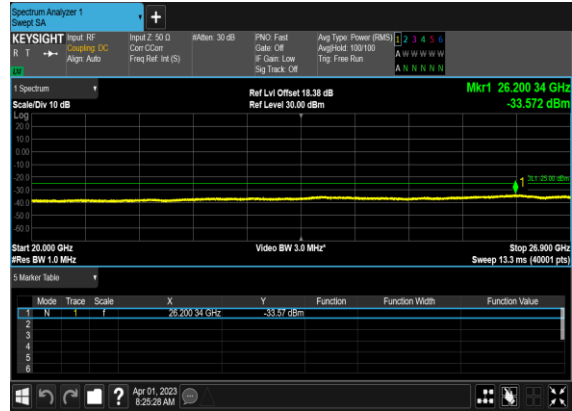 Spectrum Analyzer 1
Swept SA
+
KEYSIGHT Input: RF Input Z: 50 Ω #Atten: 30 dB PNO: Fast Avg Type: Power (RMS) 1 2 3 4 5 6
R T Coupling: DC Corr CCorr Gate: Off Avg|Hold: 100/100 A W W W W W
Align: Auto Freq Ref: Int (S) IF Gain: Low Trig: Free Run
Sig Track: Off A N N N N N
1 Spectrum Ref Lvl Offset 18.38 dB Mkr1 26.200 34 GHz
Scale/Div 10 dB Ref Level 30.00 dBm -33.572 dBm
Log
20.0
10.0
0.00
-10.0
-20.0
-30.0
-40.0
-50.0
-60.0
1
Start 20.000 GHz Video BW 3.0 MHz* Stop 26.900 GHz
#Res BW 1.0 MHz Sweep 13.3 ms (40001 pts)
5 Marker Table
Mode Trace Scale X Y Function Function Width Function Value
1 N 1 f 26.200 34 GHz -33.57 dBm
2
3
4
5
6
? Apr 01, 2023
8:25:28 AM